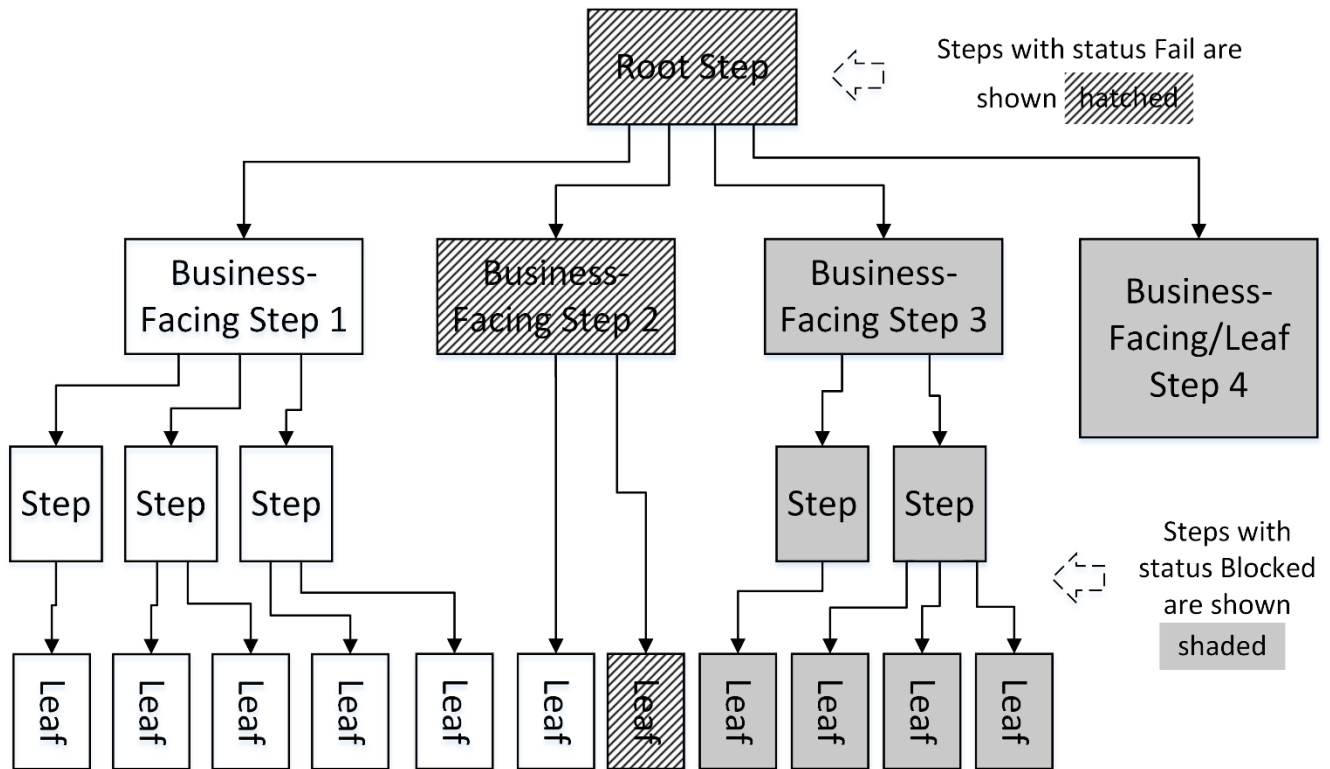 Root Step
Steps with status Fail are
shown hatched
Business-
Facing Step 1
Business-
Facing Step 2
Business-
Facing Step 3
Business-
Facing/Leaf
Step 4
Step
Step
Step
Step
Step
Steps with
status Blocked
are shown
shaded
Leaf
Leaf
Leaf
Leaf
Leaf
Leaf
Leaf
Leaf
Leaf
Leaf
Leaf